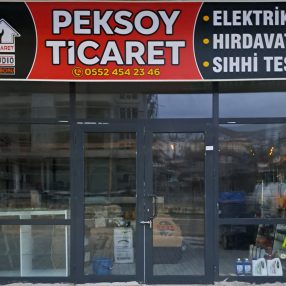 PEKSOY
TİCARET
0552 454 23 46
• ELEKTRİK
• HIRDAVAT
• SIHHİ TES